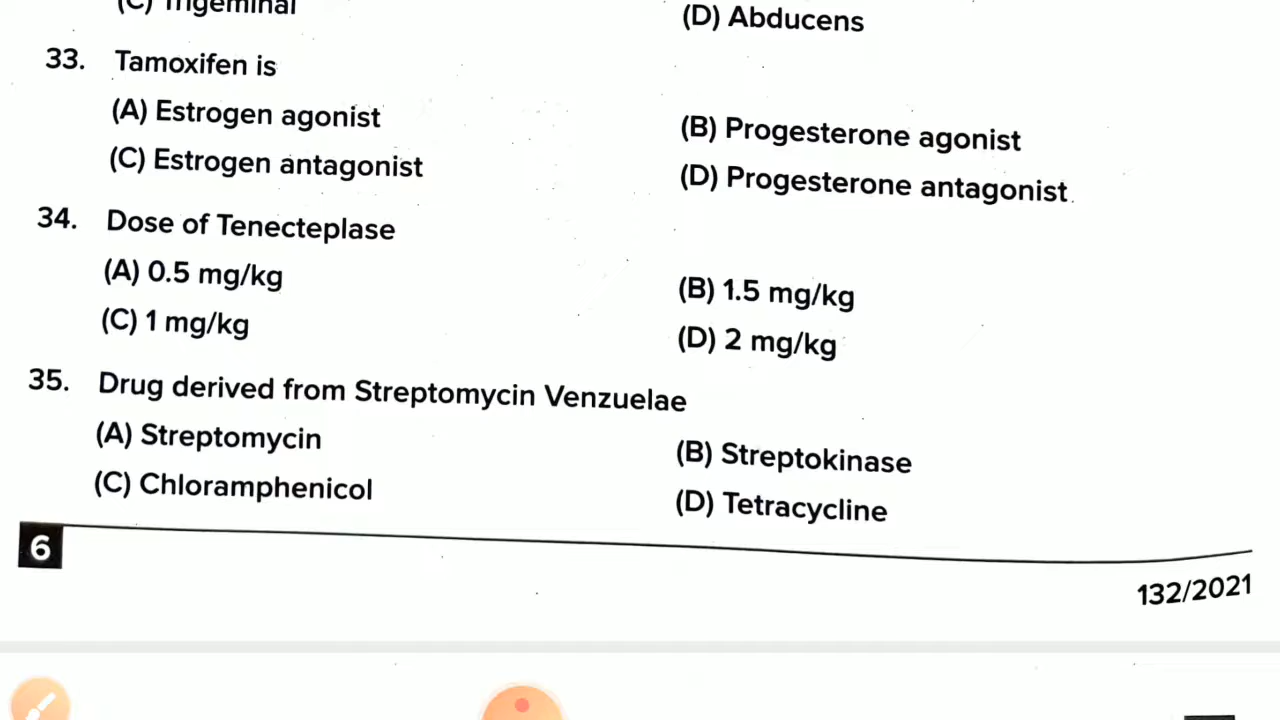 (C) Trigeminal
(D) Abducens
33. Tamoxifen is
(A) Estrogen agonist
(B) Progesterone agonist
(C) Estrogen antagonist
(D) Progesterone antagonist
34. Dose of Tenecteplase
(A) 0.5 mg/kg
(B) 1.5 mg/kg
(C) 1 mg/kg
(D) 2 mg/kg
35. Drug derived from Streptomycin Venzuelae
(A) Streptomycin
(B) Streptokinase
(C) Chloramphenicol
(D) Tetracycline
6
132/2021